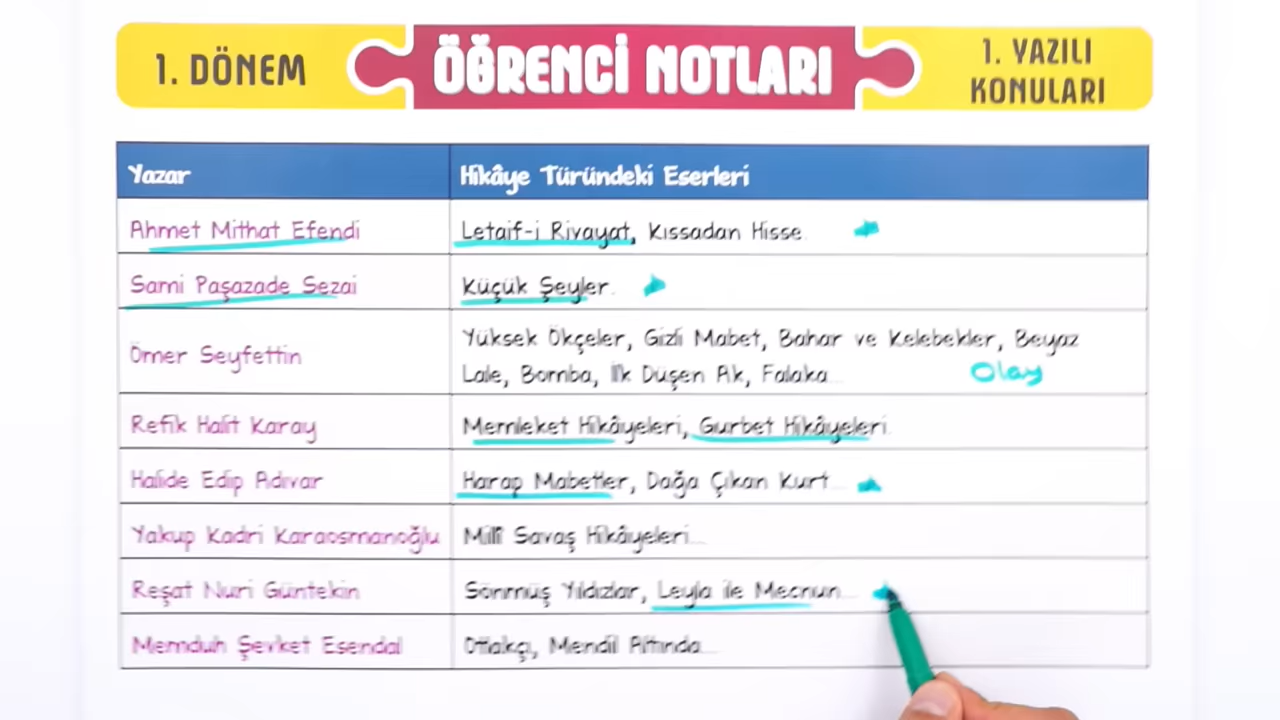 1. DÖNEM
ÖĞRENCİ NOTLARI
1. YAZILI
KONULARI
Yazar
Hikâye Türündeki Eserleri
Ahmet Mithat Efendi
Letaif-i Rivayat, Kıssadan Hisse.
Sami Paşazade Sezai
Küçük Şeyler.
Ömer Seyfettin
Yüksek Ökçeler, Gizli Mabet, Bahar ve Kelebekler, Beyaz
Lale, Bomba, İlk Düşen Ak, Falaka...
Olay
Refik Halit Karay
Memleket Hikâyeleri, Gurbet Hikâyeleri.
Halide Edip Adıvar
Harap Mabetler, Dağa Çıkan Kurt...
Yakup Kadri Karaosmanoğlu
Millî Savaş Hikâyeleri...
Reşat Nuri Güntekin
Sönmüş Yıldızlar, Leyla ile Mecnun...
Memduh Şevket Esendal
Otlakçı, Mendil Altında...